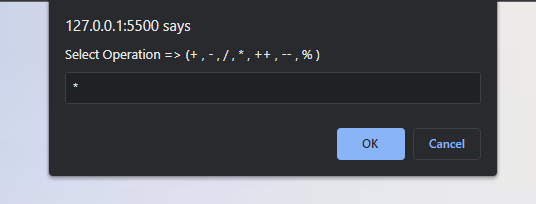 127.0.0.1:5500 says
Select Operation => (+ , - , / , * , ++ , -- , % )
*
OK Cancel